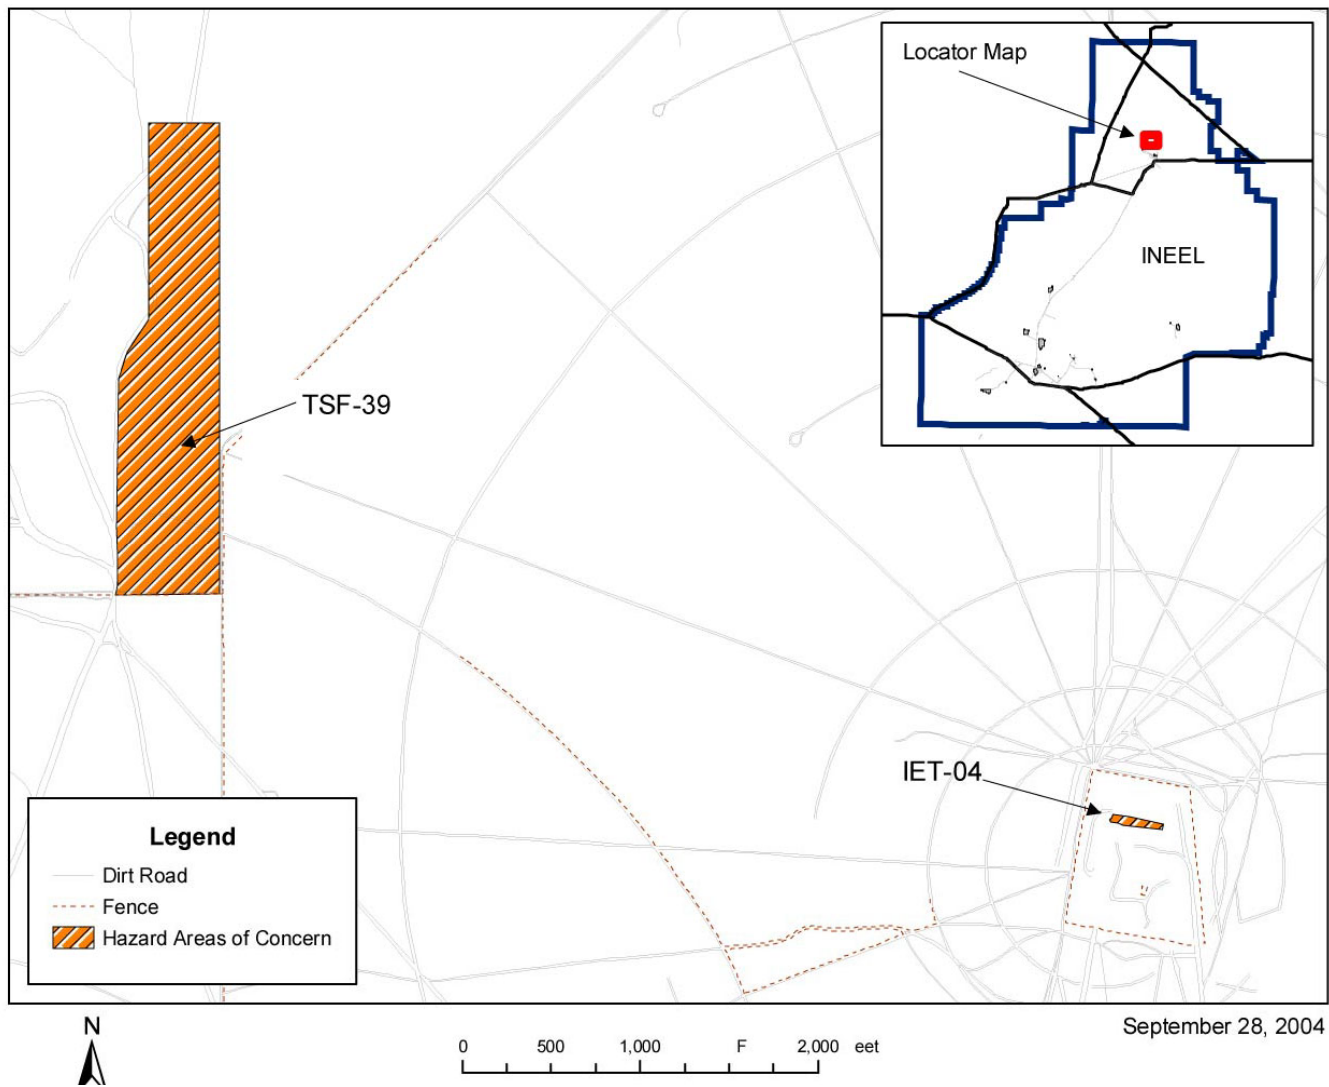 Locator Map
INEEL
TSF-39
IET-04
Legend
Dirt Road
Fence
Hazard Areas of Concern
September 28, 2004
N
0 500 1,000 F 2,000 eet